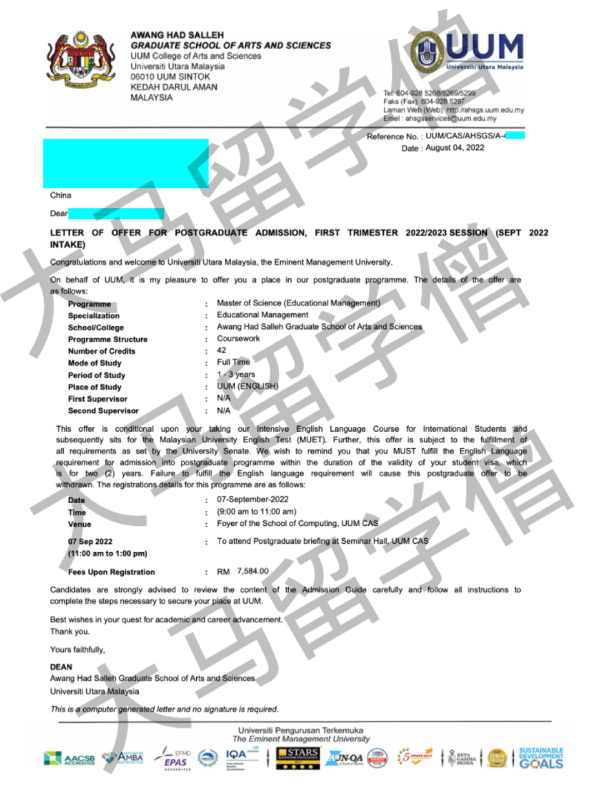 AWANG HAD SALLEH
GRADUATE SCHOOL OF ARTS AND SCIENCES
UUM College of Arts and Sciences
Universiti Utara Malaysia
06010 UUM SINTOK
KEDAH DARUL AMAN
MALAYSIA
UUM
Universiti Utara Malaysia
Tel: 604-928 5266/5269/5299
Faks (Fax): 604-928 5297
Laman Web (Web): http://ahsgs.uum.edu.my
Emel : ahsgsservices@uum.edu.my
Reference No. : UUM/CAS/AHSGS/A-
Date : August 04, 2022
China
Dear
LETTER OF OFFER FOR POSTGRADUATE ADMISSION, FIRST TRIMESTER 2022/2023 SESSION (SEPT 2022
INTAKE)
Congratulations and welcome to Universiti Utara Malaysia, the Eminent Management University.
On behalf of UUM, it is my pleasure to offer you a place in our postgraduate programme. The details of the offer are
as follows:
Programme : Master of Science (Educational Management)
Specialization : Educational Management
School/College : Awang Had Salleh Graduate School of Arts and Sciences
Programme Structure : Coursework
Number of Credits : 42
Mode of Study : Full Time
Period of Study : 1 - 3 years
Place of Study : UUM (ENGLISH)
First Supervisor : N/A
Second Supervisor : N/A
This offer is conditional upon your taking our Intensive English Language Course for International Students and
subsequently sits for the Malaysian University English Test (MUET). Further, this offer is subject to the fulfillment of
all requirements as set by the University Senate. We wish to remind you that you MUST fulfill the English Language
requirement for admission into postgraduate programme within the duration of the validity of your student visa, which
is for two (2) years. Failure to fulfill the English language requirement will cause this postgraduate offer to be
withdrawn. The registrations details for this programme are as follows:
Date : 07-September-2022
Time : (9:00 am to 11:00 am)
Venue : Foyer of the School of Computing, UUM CAS
07 Sep 2022 : To attend Postgraduate briefing at Seminar Hall, UUM CAS
(11:00 am to 1:00 pm)
Fees Upon Registration : RM 7,584.00
Candidates are strongly advised to review the content of the Admission Guide carefully and follow all instructions to
complete the steps necessary to secure your place at UUM.
Best wishes in your quest for academic and career advancement.
Thank you.
Yours faithfully,
DEAN
Awang Had Salleh Graduate School of Arts and Sciences
Universiti Utara Malaysia
This is a computer generated letter and no signature is required.
Universiti Pengurusan Terkemuka
The Eminent Management University
AACSB ACCREDITED
AMBA
EFMD
EPAS
ACCREDITED
IQA
STARS
UN-QA
BETA GAMMA SIGMA
SUSTAINABLE DEVELOPMENT GOALS
大马留学僧
大马留学僧
大马留学僧